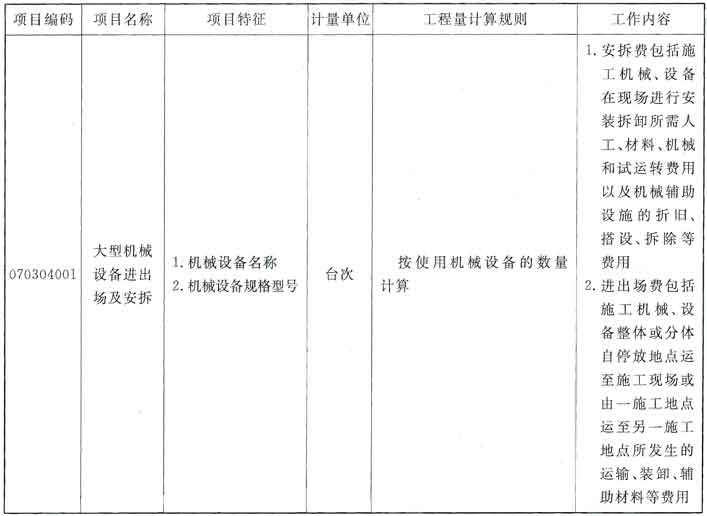 项目编码 项目名称 项目特征 计量单位 工程量计算规则 工作内容
070304001
大型机械
设备进出
场及安拆
1.机械设备名称
2.机械设备规格型号
台次
按使用机械设备的数量
计算
1.安拆费包括施
工机械、设备
在现场进行安
装拆卸所需人
工、材料、机械
和试运转费用
以及机械辅助
设施的折旧、
搭设、拆除等
费用
2.进出场费包括
施工机械、设
备整体或分体
自停放地点运
至施工现场或
由一施工地点
运至另一施工
地点所发生的
运输、装卸、辅
助材料等费用